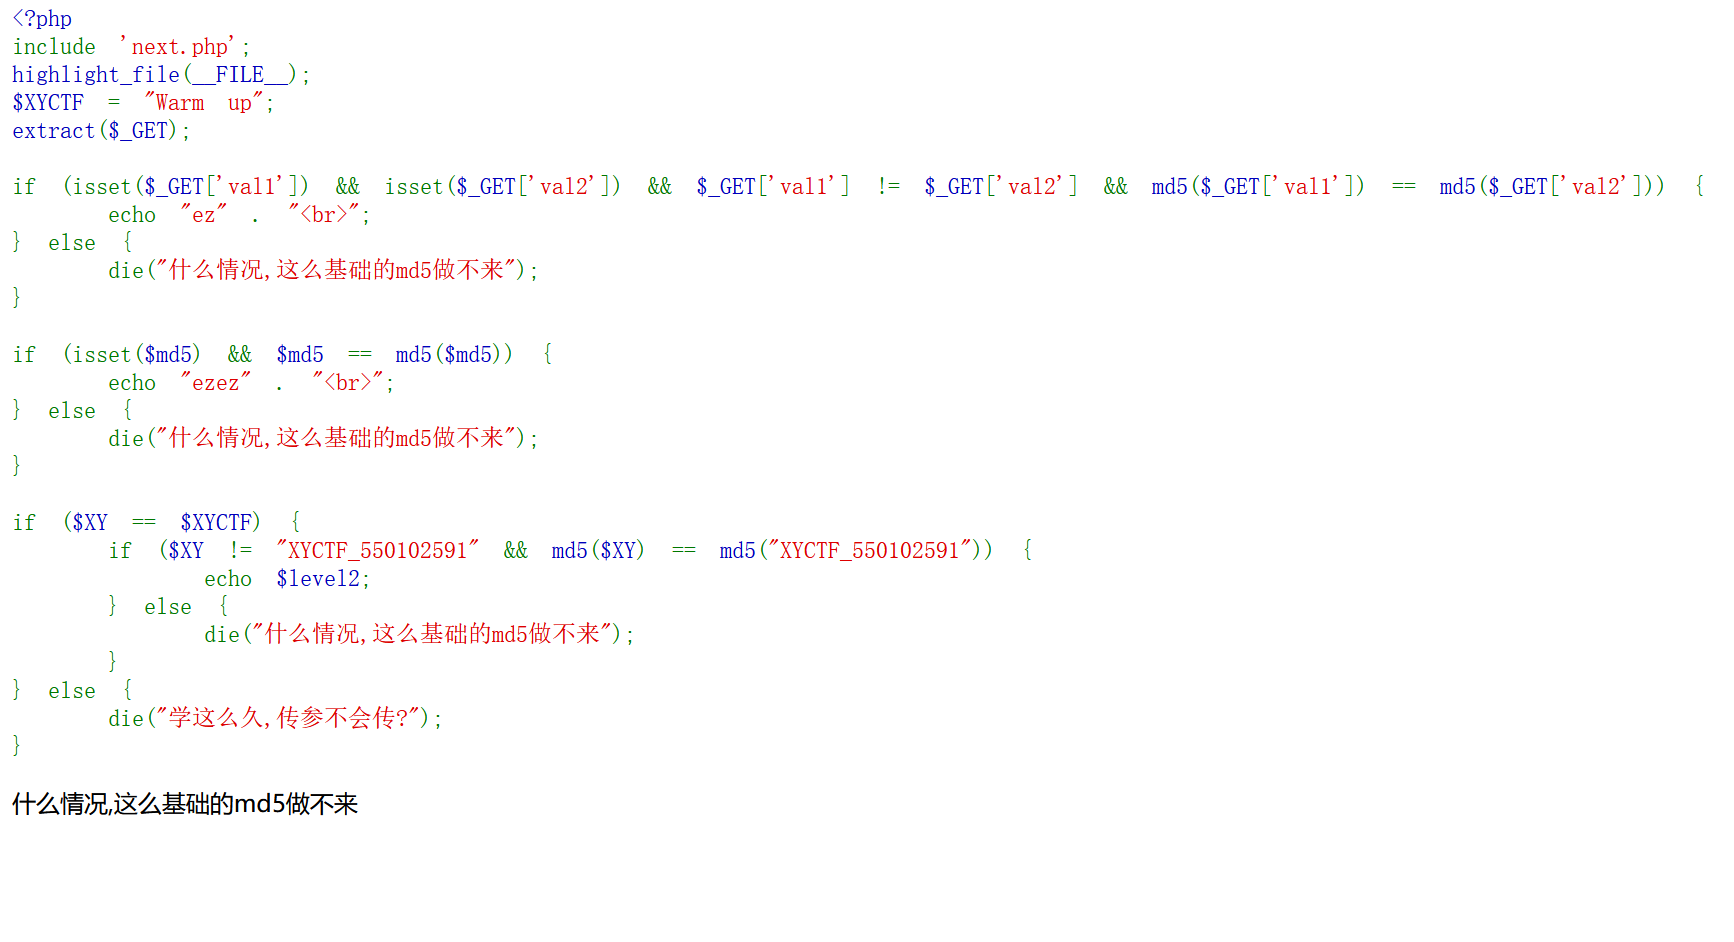 <?php
include 'next.php';
highlight_file(__FILE__);
$XYCTF = "Warm up";
extract($_GET);
if (isset($_GET['val1']) && isset($_GET['val2']) && $_GET['val1'] != $_GET['val2'] && md5($_GET['val1']) == md5($_GET['val2'])) {
echo "ez" . "<br>";
} else {
die("什么情况,这么基础的md5做不来");
}
if (isset($md5) && $md5 == md5($md5)) {
echo "ezez" . "<br>";
} else {
die("什么情况,这么基础的md5做不来");
}
if ($XY == $XYCTF) {
if ($XY != "XYCTF_550102591" && md5($XY) == md5("XYCTF_550102591")) {
echo $level2;
} else {
die("什么情况,这么基础的md5做不来");
}
} else {
die("学这么久,传参不会传?");
}
什么情况,这么基础的md5做不来